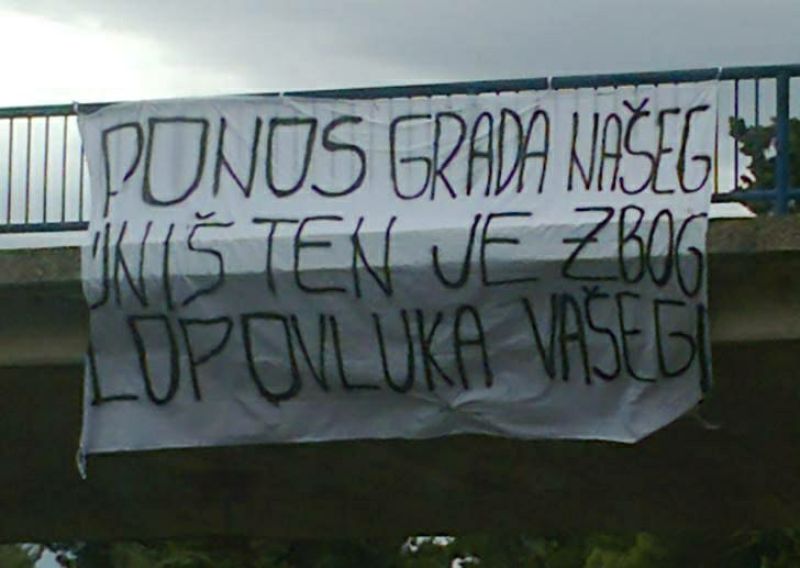 PONOS GRADA NAŠEG
UNIŠTEN JE ZBOG
LOPOVLUKA VAŠEG!